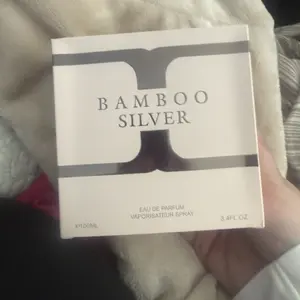 BAMBOO
SILVER
EAU DE PARFUM
VAPORISATEUR-SPRAY
3.4FL.OZ